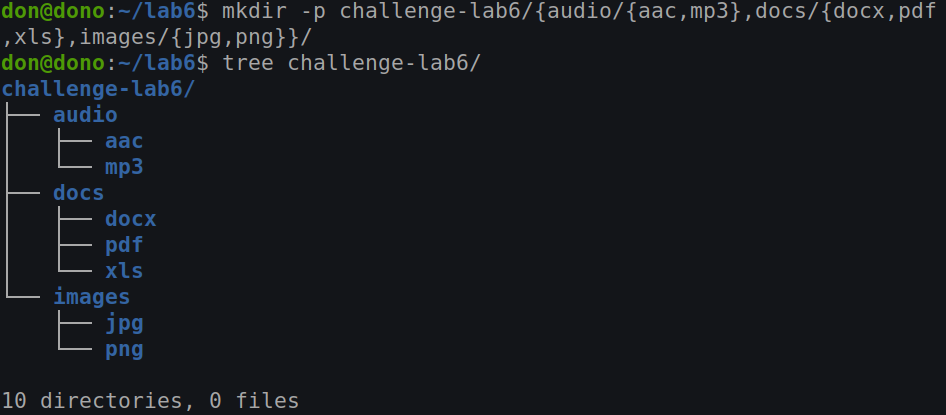 don@dono:~/lab6$ mkdir -p challenge-lab6/{audio/{aac,mp3},docs/{docx,pdf
,xls},images/{jpg,png}}/
don@dono:~/lab6$ tree challenge-lab6/
challenge-lab6/
├── audio
│   ├── aac
│   └── mp3
├── docs
│   ├── docx
│   ├── pdf
│   └── xls
└── images
    ├── jpg
    └── png
10 directories, 0 files